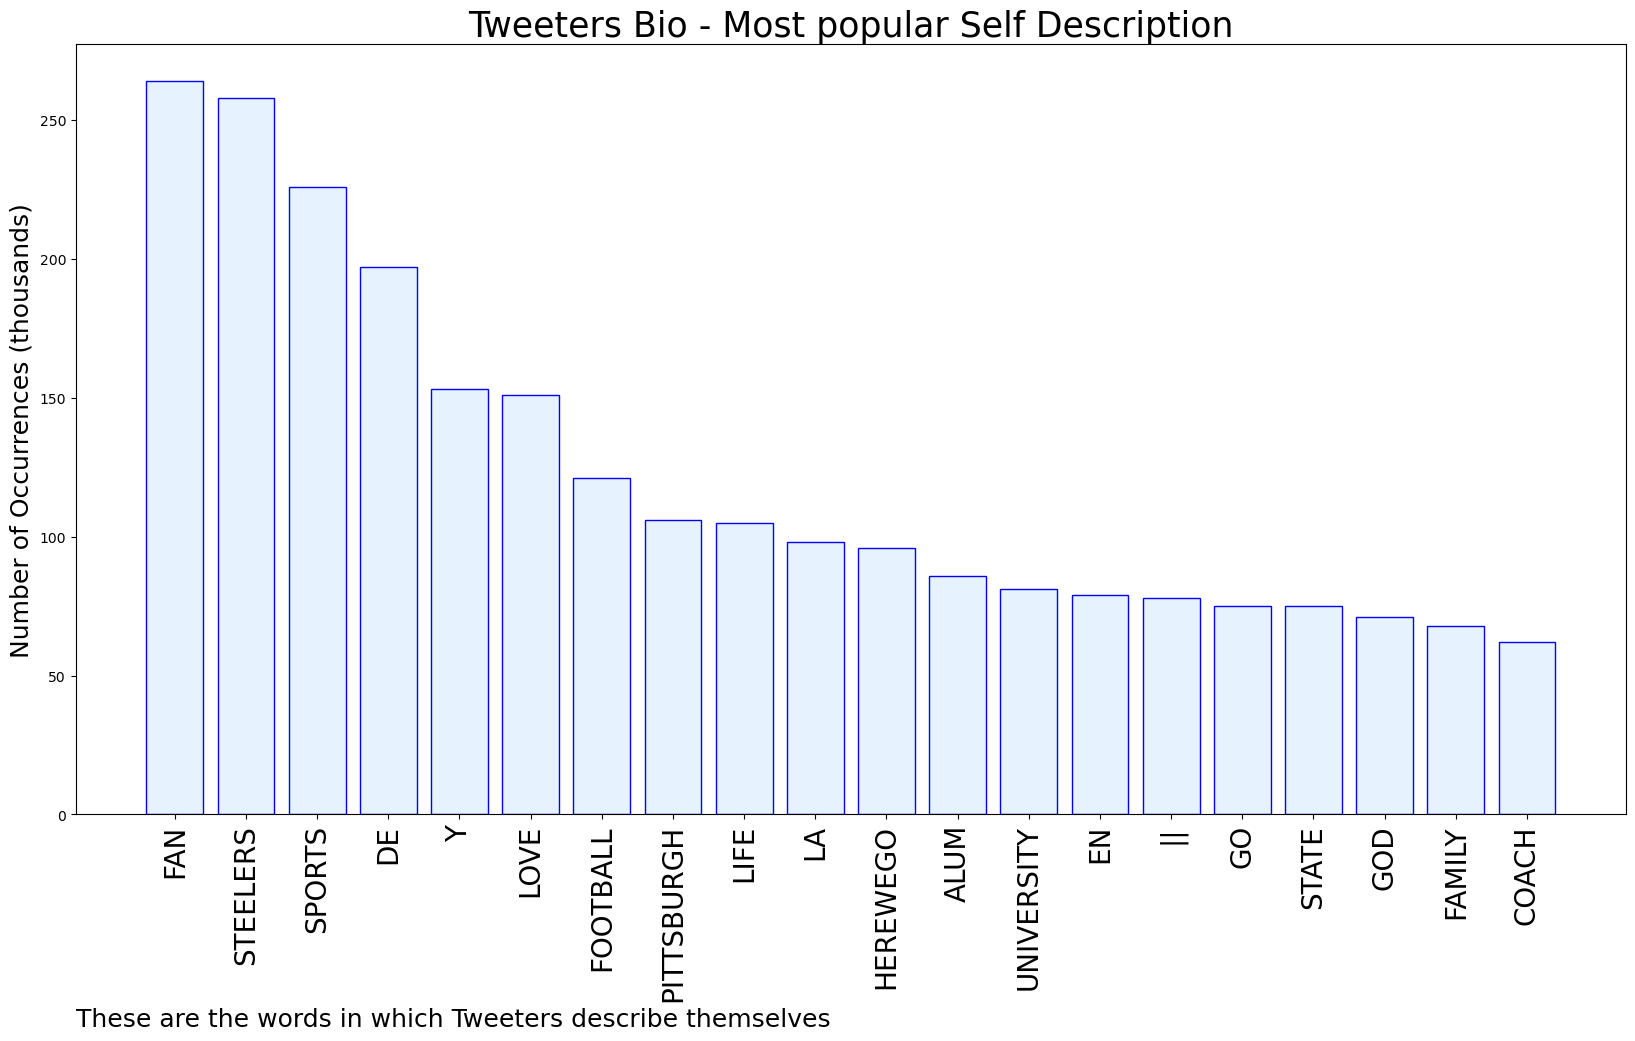 Tweeters Bio - Most popular Self Description
Number of Occurrences (thousands)
250
200
150
100
50
0
FAN
STEELERS
SPORTS
DE
Y
LOVE
FOOTBALL
PITTSBURGH
LIFE
LA
HEREWEGO
ALUM
UNIVERSITY
EN
||
GO
STATE
GOD
FAMILY
COACH
These are the words in which Tweeters describe themselves